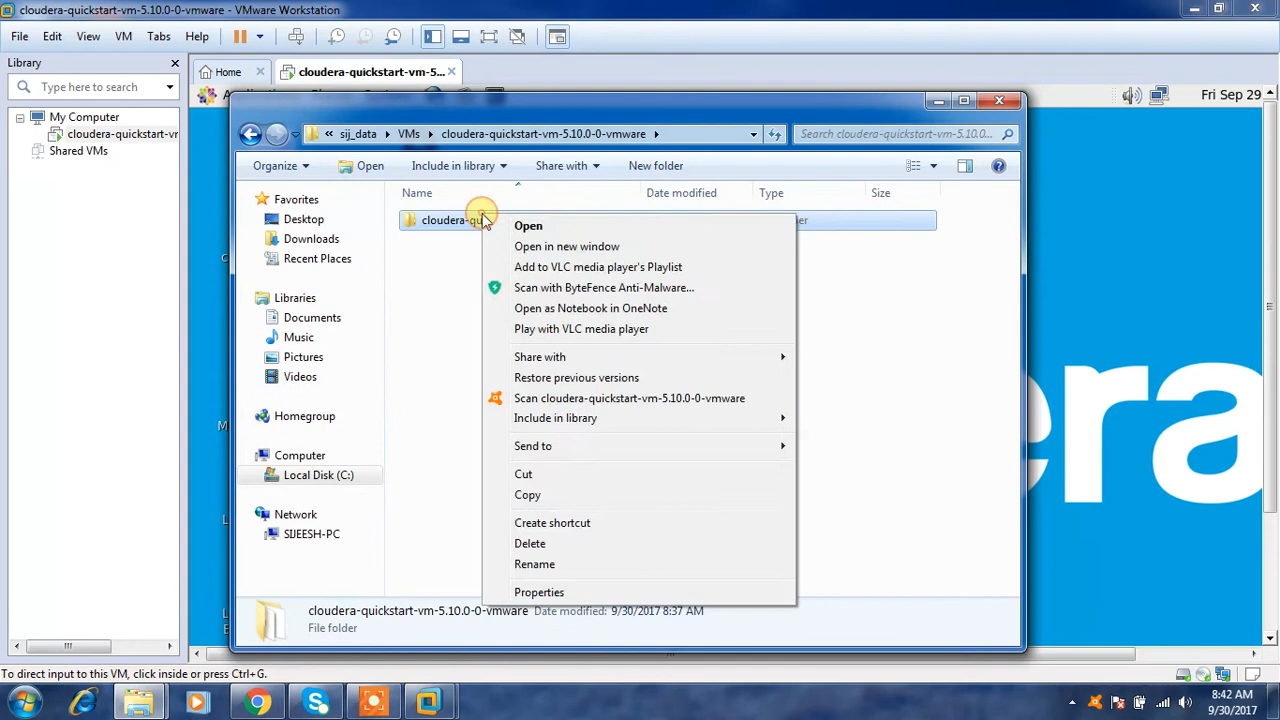 cloudera-quickstart-vm-5.10.0-0-vmware - VMware Workstation
File Edit View VM Tabs Help
Library
Type here to search
My Computer
cloudera-quickstart-vr
Shared VMs
Home
cloudera-quickstart-vm-5...
Fri Sep 29
sij_data VMs cloudera-quickstart-vm-5.10.0-0-vmware
Search cloudera-quickstart-vm-5.10.0...
Organize Open Include in library Share with New folder
Name Date modified Type Size
Favorites
Desktop
Downloads
Recent Places
Libraries
Documents
Music
Pictures
Videos
Homegroup
Computer
Local Disk (C:)
Network
SIJEESH-PC
Open
Open in new window
Add to VLC media player's Playlist
Scan with ByteFence Anti-Malware...
Open as Notebook in OneNote
Play with VLC media player
Share with
Restore previous versions
Scan cloudera-quickstart-vm-5.10.0-0-vmware
Include in library
Send to
Cut
Copy
Create shortcut
Delete
Rename
Properties
era
cloudera-quickstart-vm-5.10.0-0-vmware Date modified: 9/30/2017 8:37 AM
File folder
To direct input to this VM, click inside or press Ctrl+G.
8:42 AM
9/30/2017